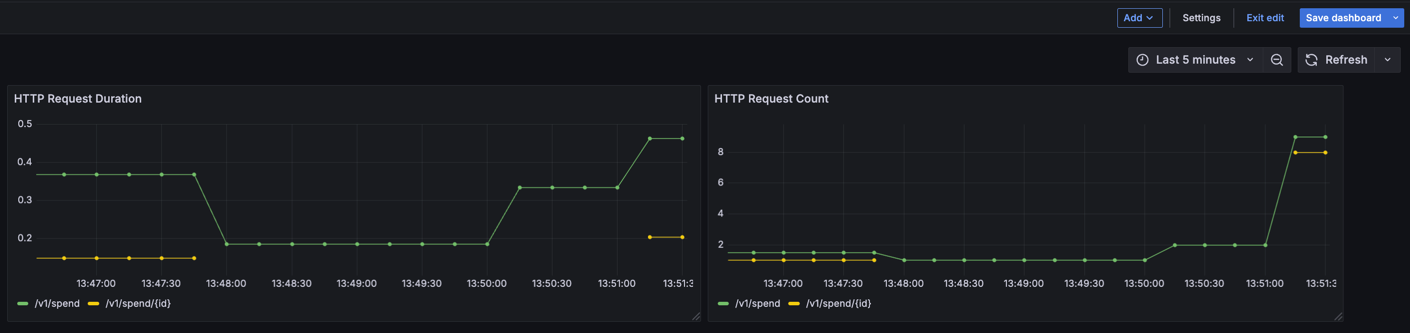 Add Settings Exit edit Save dashboard
Last 5 minutes Refresh
HTTP Request Duration
0.5
0.4
0.3
0.2
13:47:00 13:47:30 13:48:00 13:48:30 13:49:00 13:49:30 13:50:00 13:50:30 13:51:00 13:51:3
/v1/spend /v1/spend/{id}
HTTP Request Count
8
6
4
2
13:47:00 13:47:30 13:48:00 13:48:30 13:49:00 13:49:30 13:50:00 13:50:30 13:51:00 13:51:3
/v1/spend /v1/spend/{id}